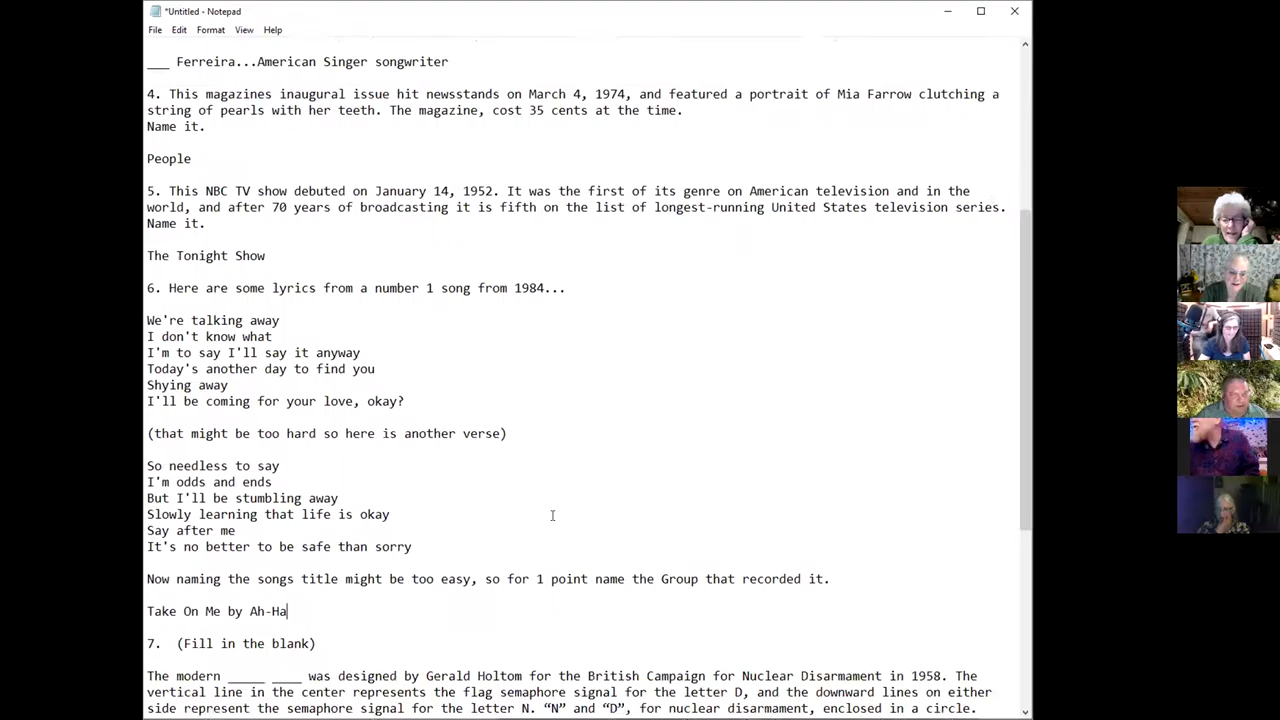 *Untitled - Notepad
File Edit Format View Help
___ Ferreira...American Singer songwriter
4. This magazines inaugural issue hit newsstands on March 4, 1974, and featured a portrait of Mia Farrow clutching a
string of pearls with her teeth. The magazine, cost 35 cents at the time.
Name it.
People
5. This NBC TV show debuted on January 14, 1952. It was the first of its genre on American television and in the
world, and after 70 years of broadcasting it is fifth on the list of longest-running United States television series.
Name it.
The Tonight Show
6. Here are some lyrics from a number 1 song from 1984...
We're talking away
I don't know what
I'm to say I'll say it anyway
Today's another day to find you
Shying away
I'll be coming for your love, okay?
(that might be too hard so here is another verse)
So needless to say
I'm odds and ends
But I'll be stumbling away
Slowly learning that life is okay
Say after me
It's no better to be safe than sorry
Now naming the songs title might be too easy, so for 1 point name the Group that recorded it.
Take On Me by Ah-Ha
7.  (Fill in the blank)
The modern _____ ____ was designed by Gerald Holtom for the British Campaign for Nuclear Disarmament in 1958. The
vertical line in the center represents the flag semaphore signal for the letter D, and the downward lines on either
side represent the semaphore signal for the letter N. “N” and “D”, for nuclear disarmament, enclosed in a circle.